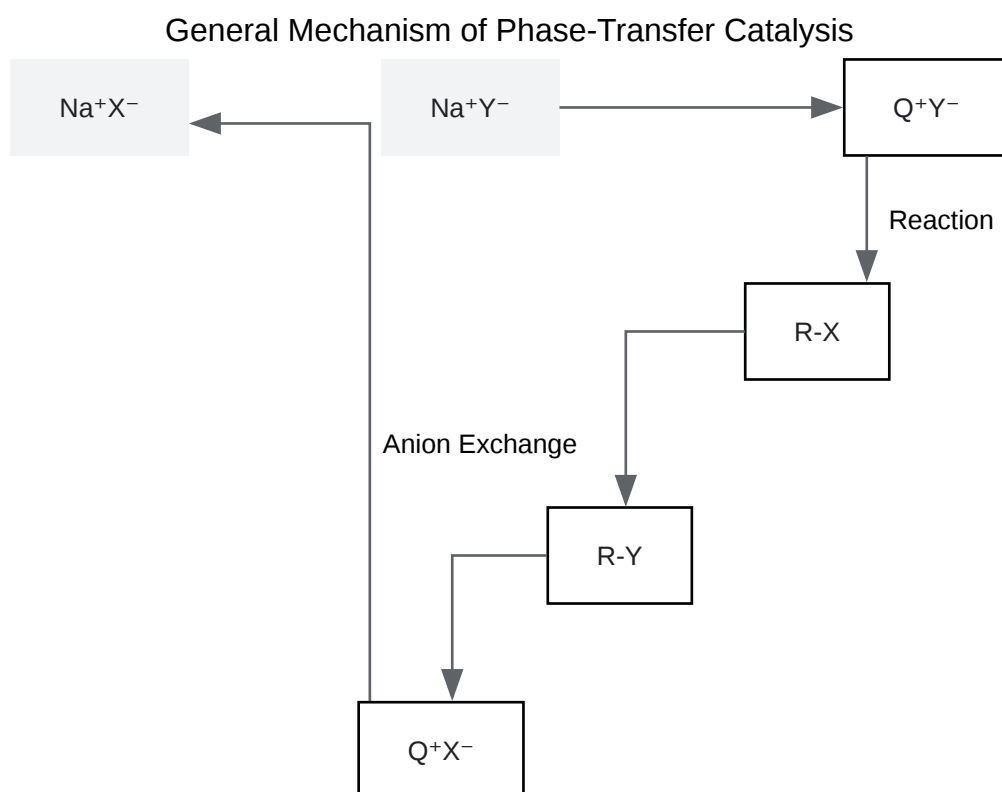 General Mechanism of Phase-Transfer Catalysis
Na⁺X⁻
Na⁺Y⁻
Q⁺Y⁻
Reaction
R-X
Anion Exchange
R-Y
Q⁺X⁻